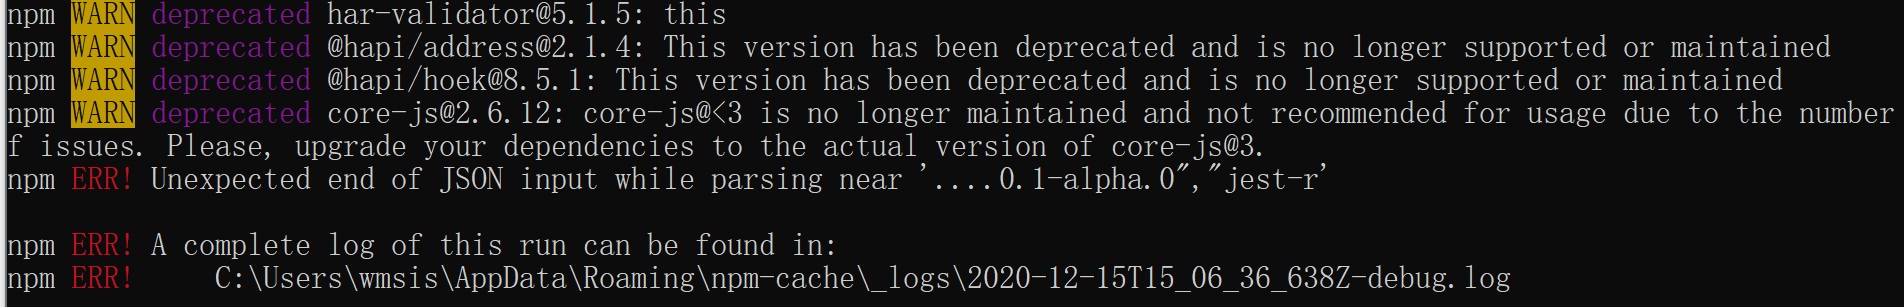 npm WARN deprecated har-validator@5.1.5: this
npm WARN deprecated @hapi/address@2.1.4: This version has been deprecated and is no longer supported or maintained
npm WARN deprecated @hapi/hoek@8.5.1: This version has been deprecated and is no longer supported or maintained
npm WARN deprecated core-js@2.6.12: core-js@<3 is no longer maintained and not recommended for usage due to the number
f issues. Please, upgrade your dependencies to the actual version of core-js@3.
npm ERR! Unexpected end of JSON input while parsing near '....0.1-alpha.0","jest-r'
npm ERR! A complete log of this run can be found in:
npm ERR!     C:\Users\wmsis\AppData\Roaming\npm-cache\_logs\2020-12-15T15_06_36_638Z-debug.log